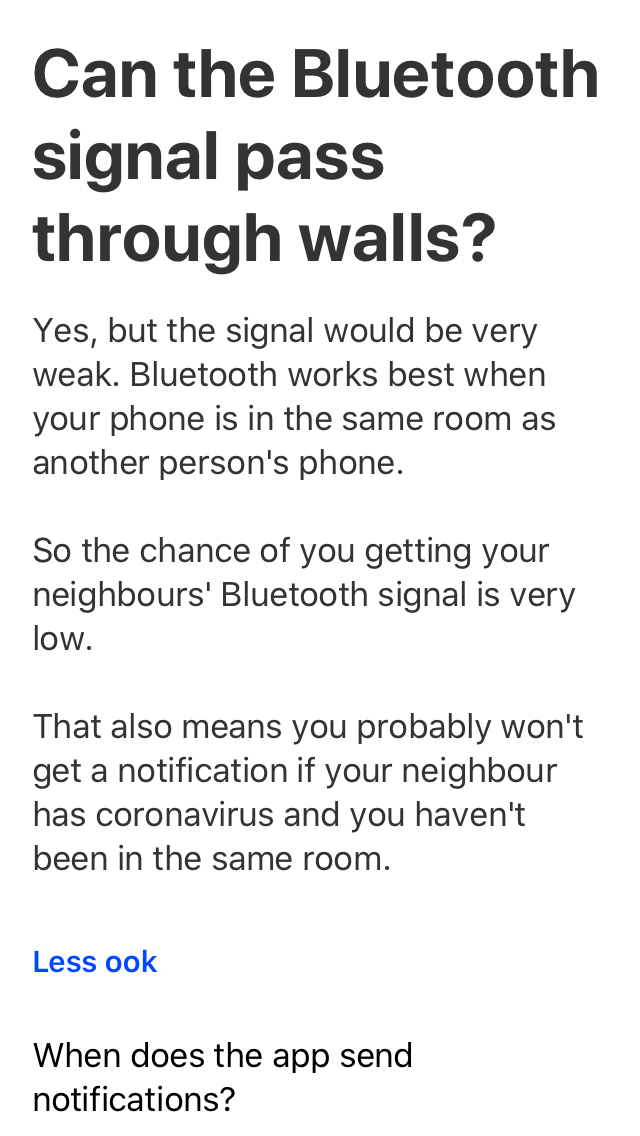 Can the Bluetooth
signal pass
through walls?
Yes, but the signal would be very
weak. Bluetooth works best when
your phone is in the same room as
another person's phone.
So the chance of you getting your
neighbours' Bluetooth signal is very
low.
That also means you probably won't
get a notification if your neighbour
has coronavirus and you haven't
been in the same room.
Less ook
When does the app send
notifications?